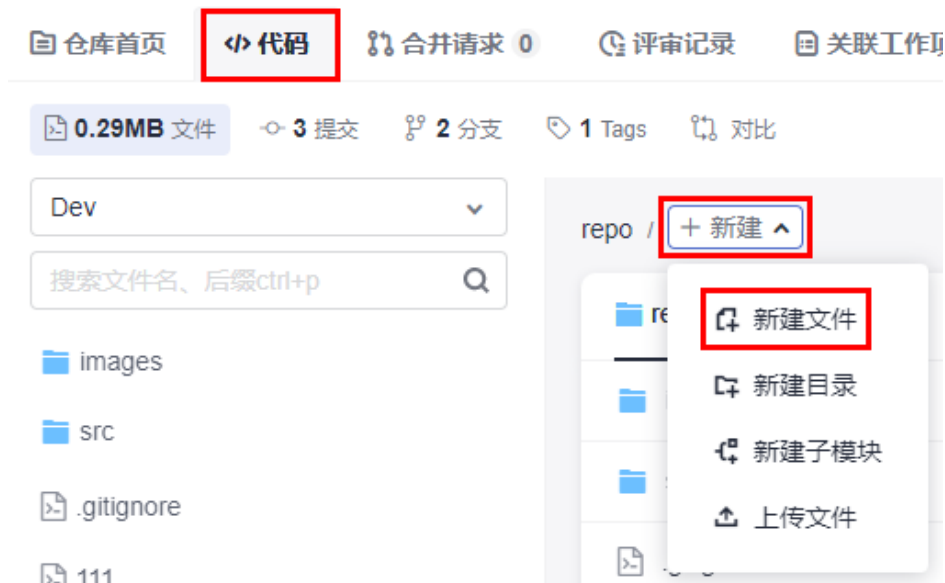 仓库首页 代码 合并请求 0 评审记录 关联工作项
0.29MB 文件 3 提交 2 分支 1 Tags 对比
Dev
repo / + 新建
搜索文件名、后缀ctrl+p
re
新建文件
images
新建目录
src
新建子模块
.gitignore
上传文件
111